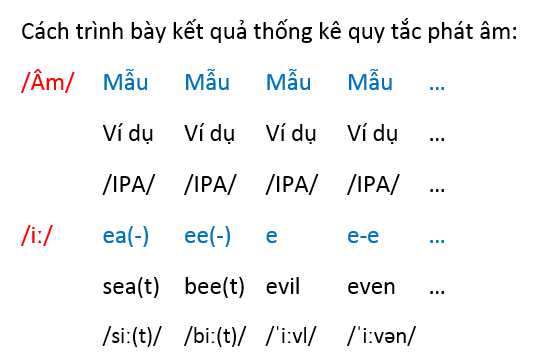 Cách trình bày kết quả thống kê quy tắc phát âm:
/Âm/ Mẫu Mẫu Mẫu Mẫu ...
Ví dụ Ví dụ Ví dụ Ví dụ ...
/IPA/ /IPA/ /IPA/ /IPA/ ...
/iː/ ea(-) ee(-) e e-e ...
sea(t) bee(t) evil even ...
/siː(t)/ /biː(t)/ /ˈiːvl/ /ˈiːvən/